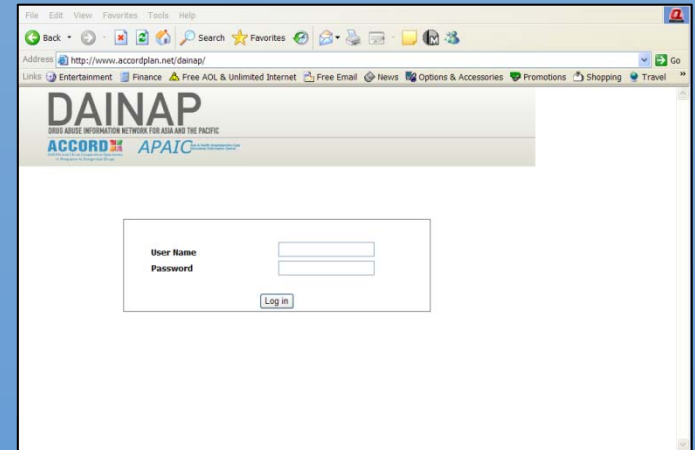 File Edit View Favorites Tools Help
Back Search Favorites
Address http://www.accordplan.net/dainap/ Go
Links Entertainment Finance Free AOL & Unlimited Internet Free Email News Options & Accessories Promotions Shopping Travel »
DAINAP
DRUG ABUSE INFORMATION NETWORK FOR ASIA AND THE PACIFIC
ACCORD APAIC
User Name
Password
Log in